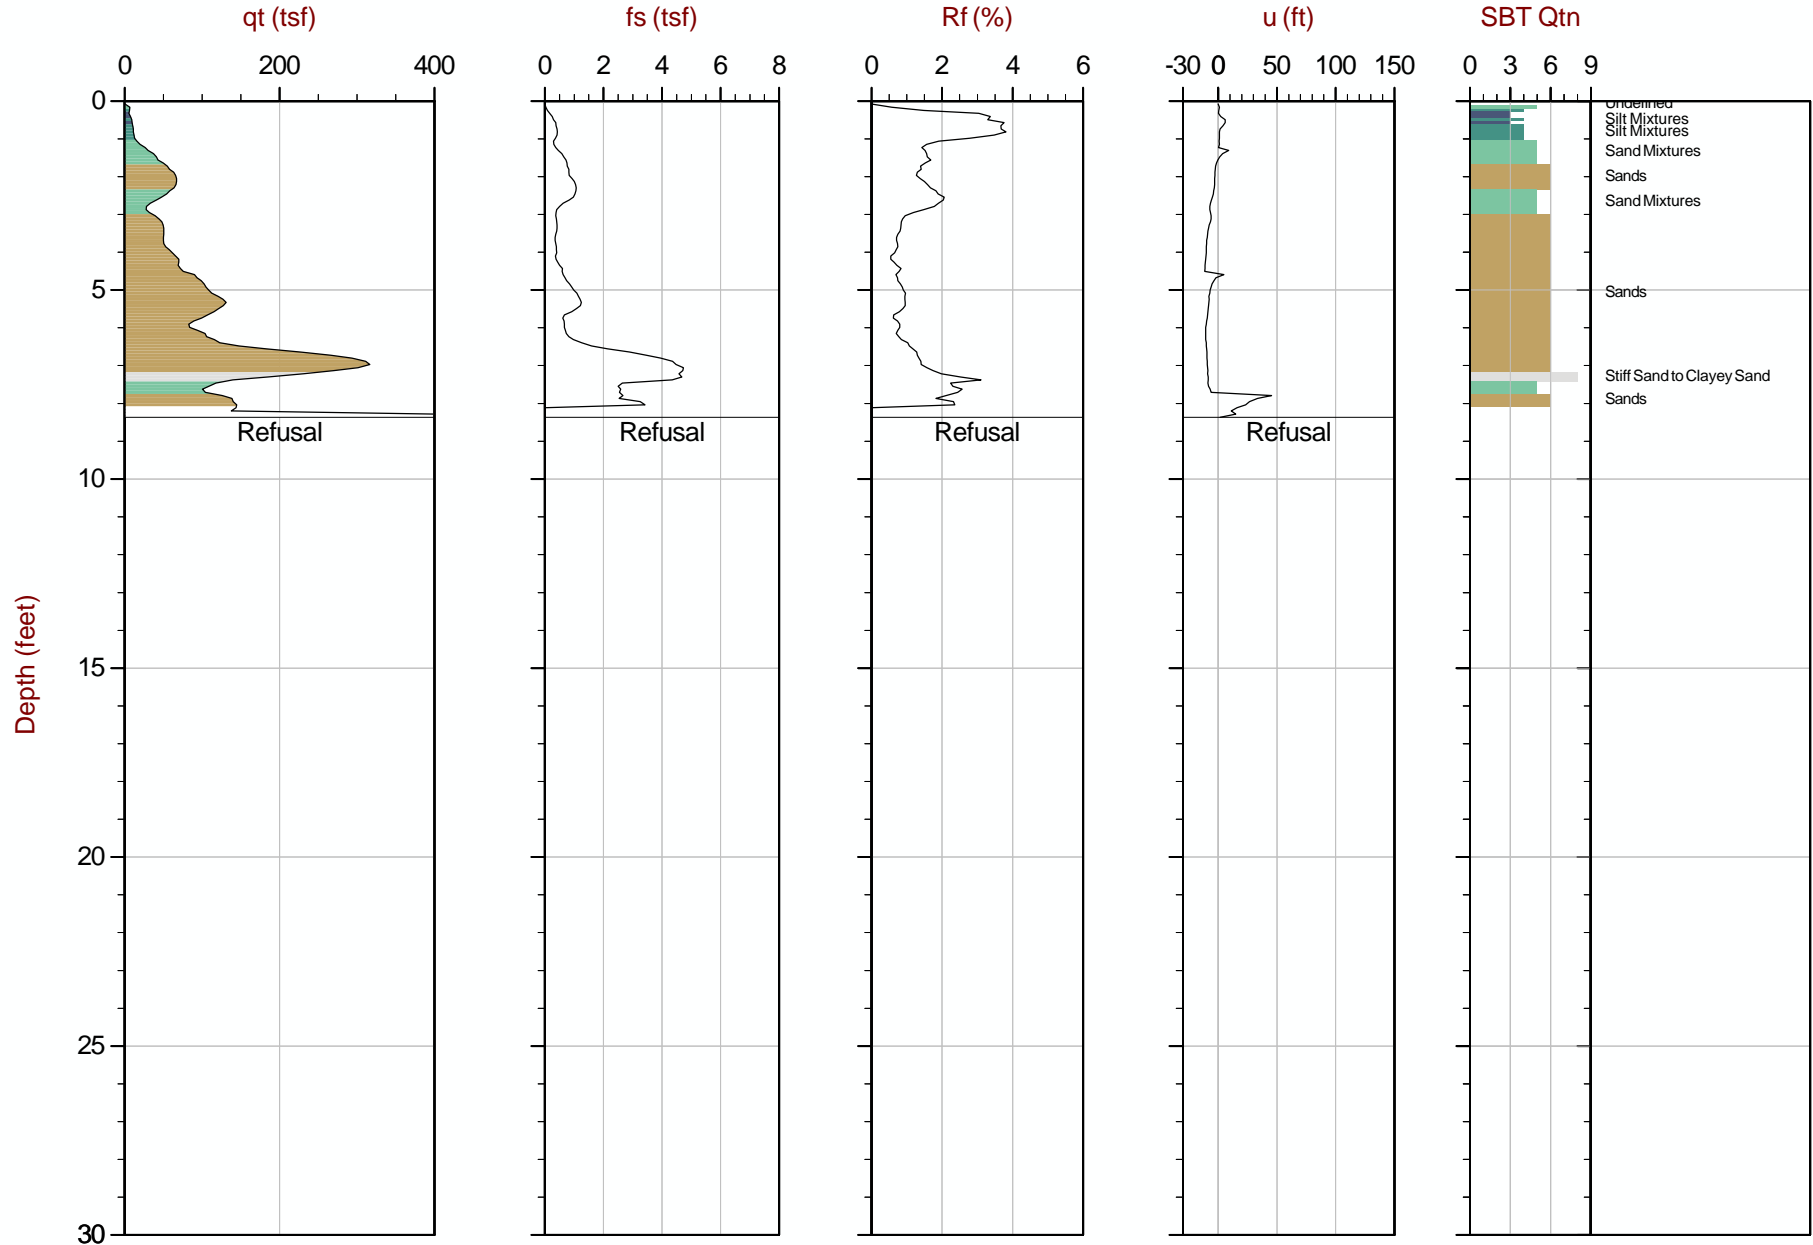 qt (tsf) fs (tsf) Rf (%) u (ft) SBT Qtn
0 200 400 0 2 4 6 8 0 2 4 6 -30 0 50 100 150 0 3 6 9
0
Undefined
Silt Mixtures
Silt Mixtures
Sand Mixtures
Sands
Sand Mixtures
5
Sands
Stiff Sand to Clayey Sand
Sands
Refusal Refusal Refusal Refusal
10
15
Depth (feet)
20
25
30